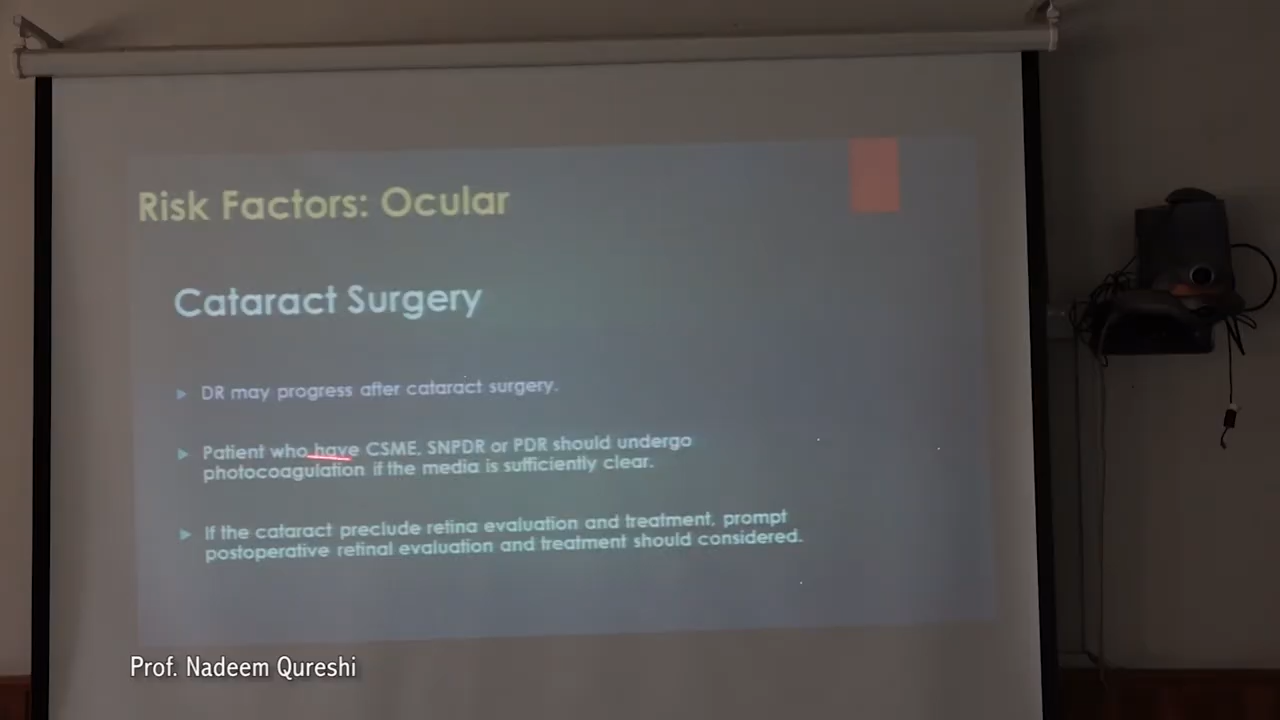 Risk Factors: Ocular
Cataract Surgery
DR may progress after cataract surgery.
Patient who have CSME, SNPDR or PDR should undergo
photocoagulation if the media is sufficiently clear.
If the cataract preclude retina evaluation and treatment, prompt
postoperative retinal evaluation and treatment should considered.
Prof. Nadeem Qureshi